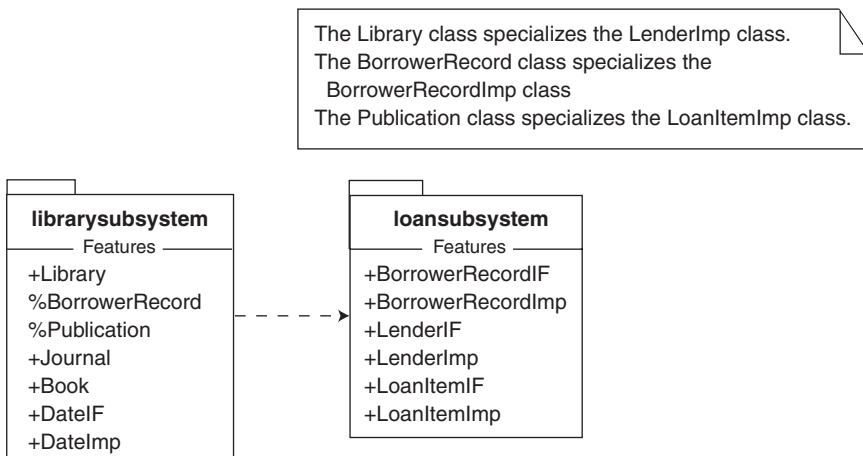 The Library class specializes the LenderImp class.
The BorrowerRecord class specializes the
BorrowerRecordImp class
The Publication class specializes the LoanItemImp class.
librarysubsystem
Features
+Library
%BorrowerRecord
%Publication
+Journal
+Book
+DateIF
+DateImp
loansubsystem
Features
+BorrowerRecordIF
+BorrowerRecordImp
+LenderIF
+LenderImp
+LoanItemIF
+LoanItemImp